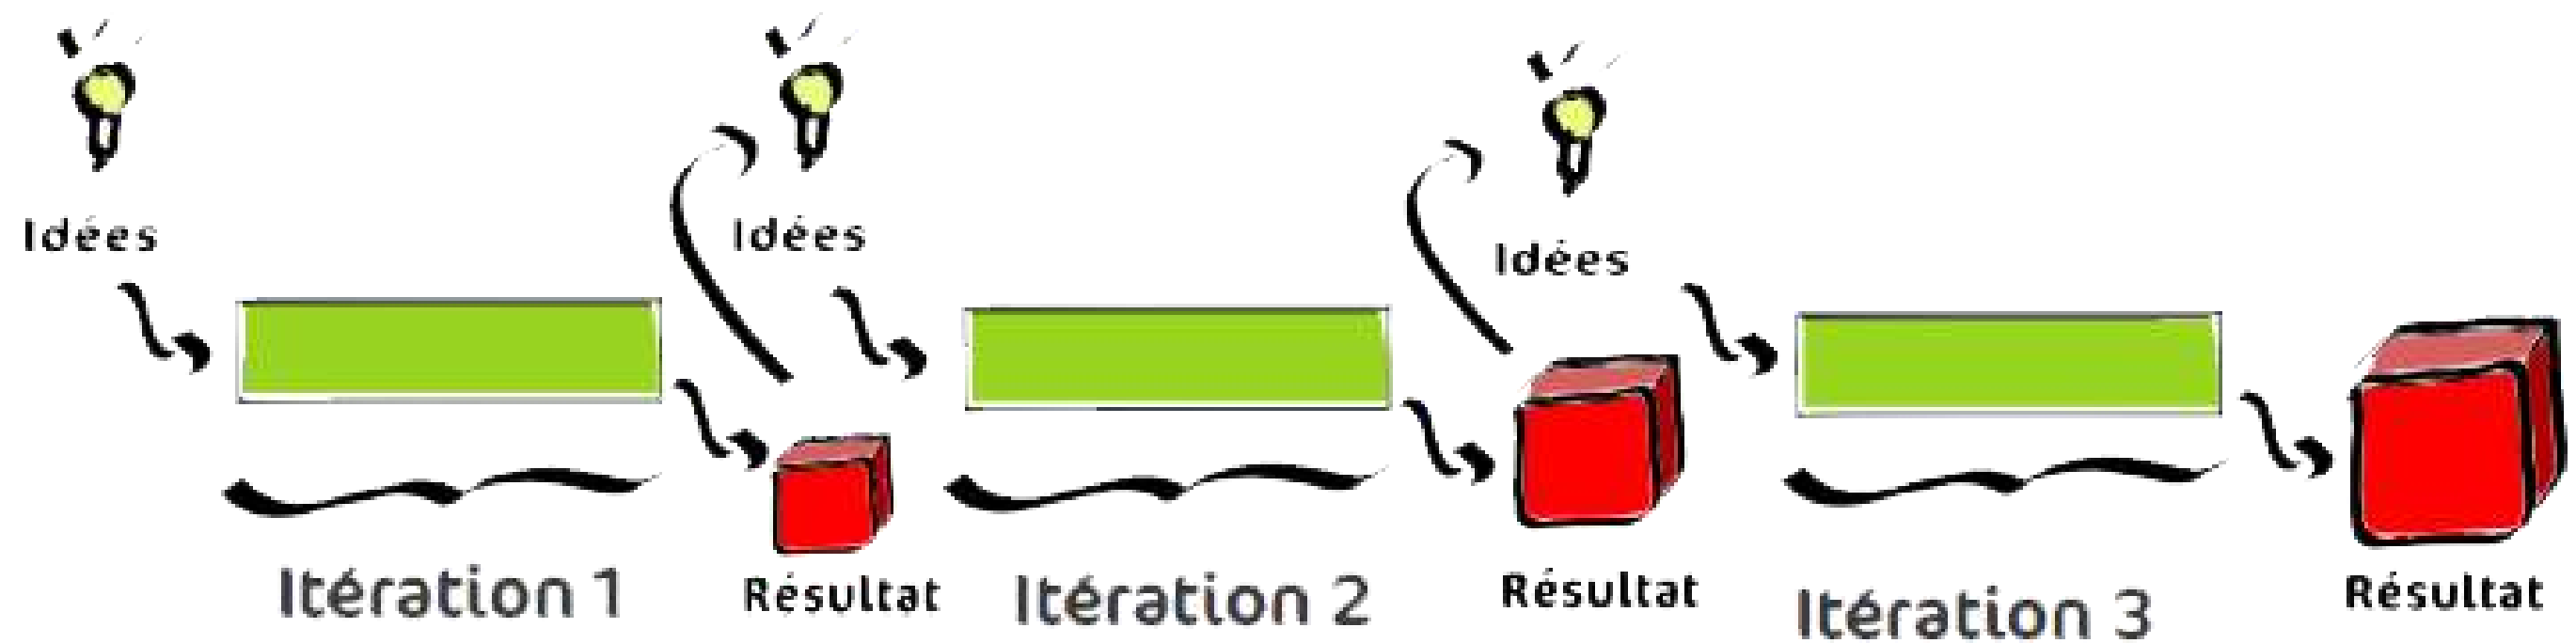 Idées
Idées
Idées
Itération 1
Résultat
Itération 2
Résultat
Itération 3
Résultat